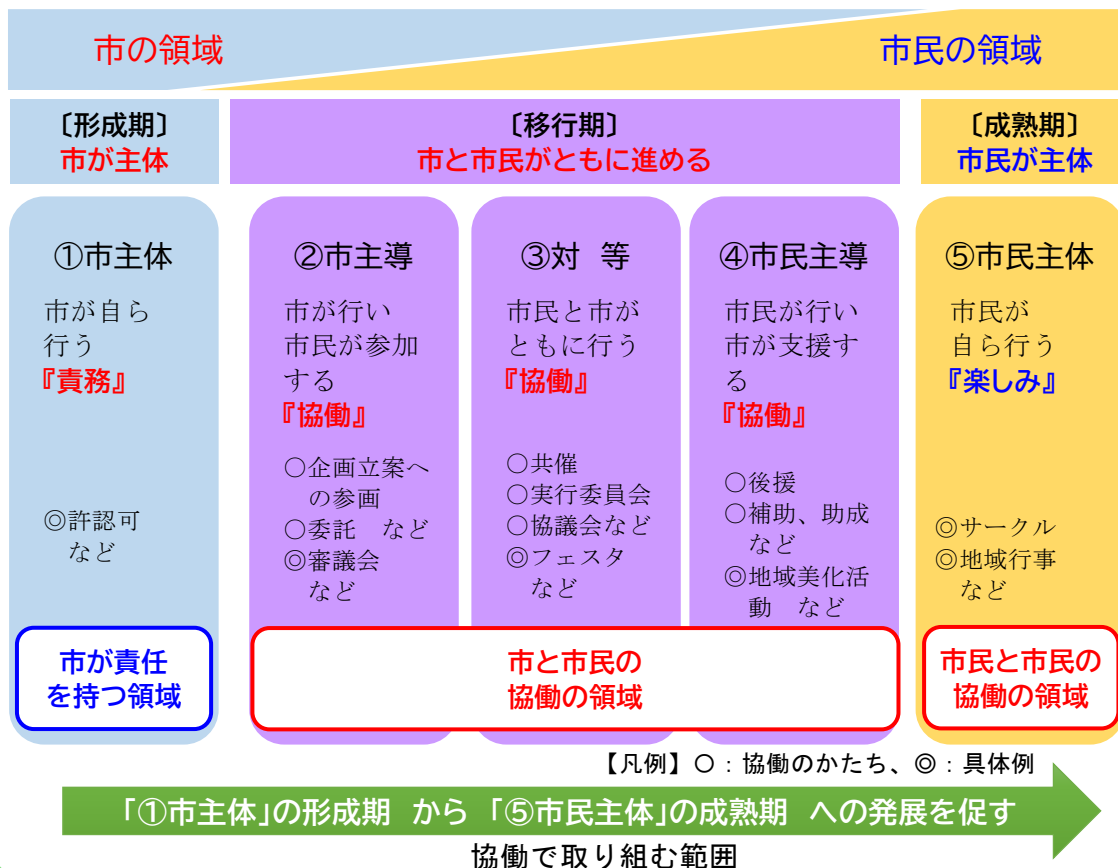 市の領域
市民の領域
〔形成期〕
市が主体
〔移行期〕
市と市民がともに進める
〔成熟期〕
市民が主体
①市主体
市が自ら
行う
『責務』
◎許認可
など
②市主導
市が行い
市民が参加
する
『協働』
○企画立案へ
の参画
○委託 など
◎審議会
など
③対 等
市民と市が
ともに行う
『協働』
○共催
○実行委員会
○協議会など
◎フェスタ
など
④市民主導
市民が行い
市が支援す
る
『協働』
○後援
○補助、助成
など
◎地域美化活
動 など
⑤市民主体
市民が
自ら行う
『楽しみ』
◎サークル
◎地域行事
など
市が責任
を持つ領域
市と市民の
協働の領域
市民と市民の
協働の領域
【凡例】○：協働のかたち、◎：具体例
「①市主体」の形成期 から 「⑤市民主体」の成熟期 への発展を促す
協働で取り組む範囲